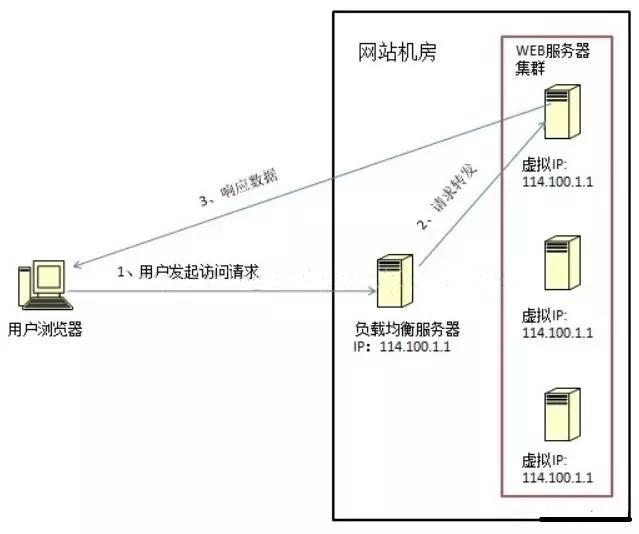 网站机房
WEB服务器
集群
虚拟IP:
114.100.1.1
3、响应数据
2、请求转发
1、用户发起访问请求
用户浏览器
负载均衡服务器
IP：114.100.1.1
虚拟IP:
114.100.1.1
虚拟IP:
114.100.1.1